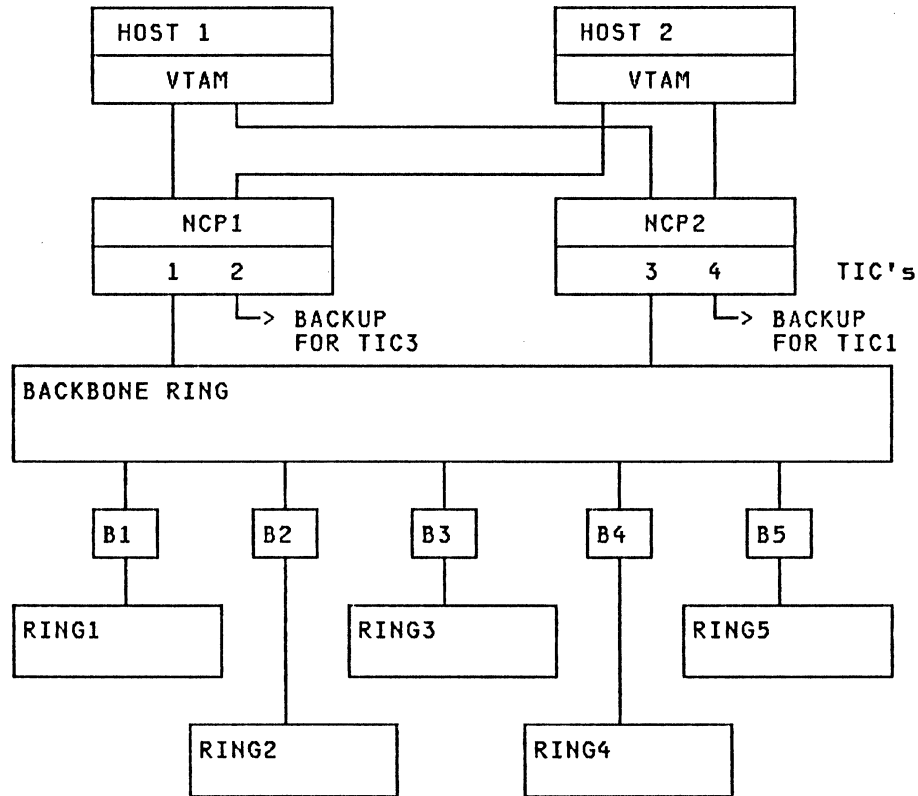 HOST 1
HOST 2
VTAM
VTAM
NCP1
NCP2
1 2
3 4
TIC's
BACKUP
FOR TIC3
BACKUP
FOR TIC1
BACKBONE RING
B1
B2
B3
B4
B5
RING1
RING3
RING5
RING2
RING4